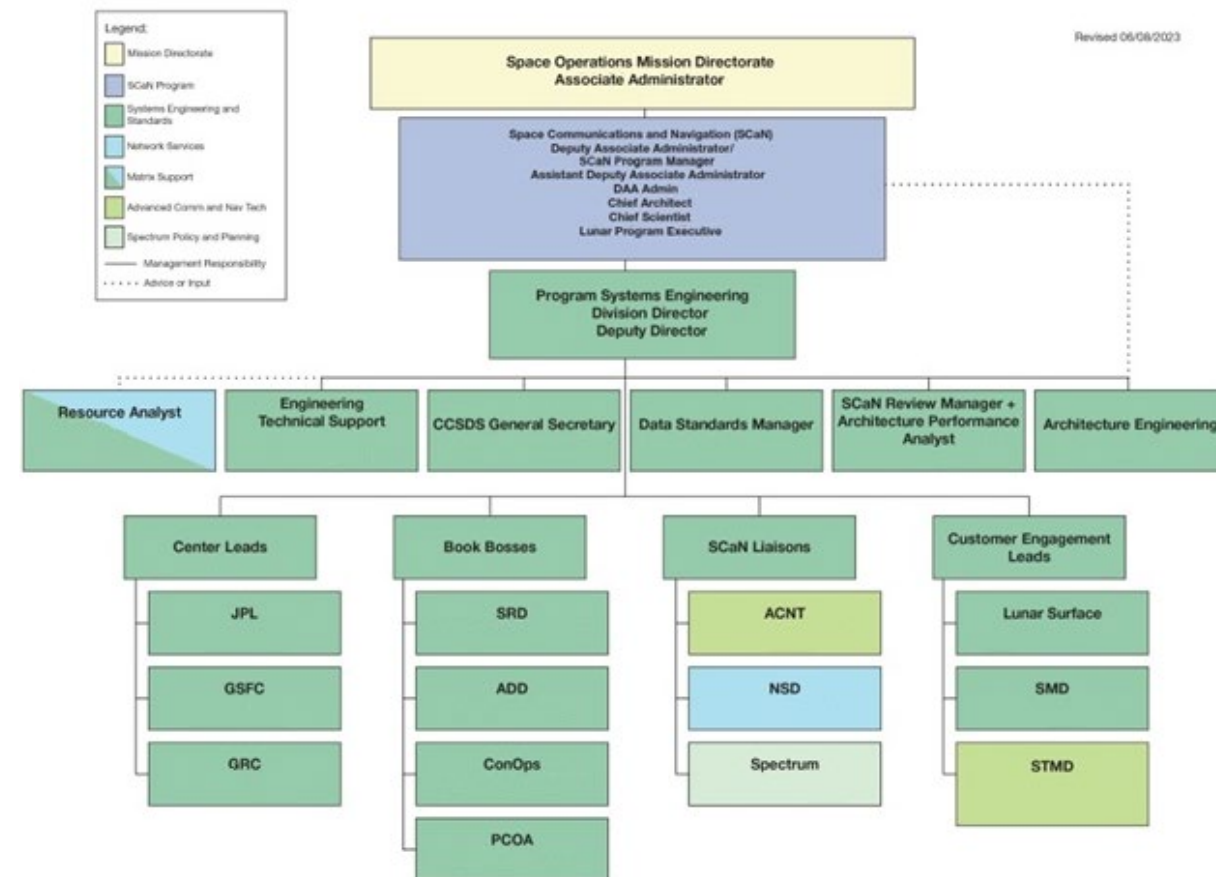 Legend:
Mission Directorate
SCaN Program
Systems Engineering and
Standards
Network Services
Matrix Support
Advanced Comm and Nav Tech
Spectrum Policy and Planning
Management Responsibility
Advice or Input
Revised 06/08/2023
Space Operations Mission Directorate
Associate Administrator
Space Communications and Navigation (SCaN)
Deputy Associate Administrator/
SCaN Program Manager
Assistant Deputy Associate Administrator
DAA Admin
Chief Architect
Chief Scientist
Lunar Program Executive
Program Systems Engineering
Division Director
Deputy Director
Resource Analyst
Engineering
Technical Support
CCSDS General Secretary
Data Standards Manager
SCaN Review Manager +
Architecture Performance
Analyst
Architecture Engineering
Center Leads
JPL
GSFC
GRC
Book Bosses
SRD
ADD
ConOps
PCOA
SCaN Liaisons
ACNT
NSD
Spectrum
Customer Engagement
Leads
Lunar Surface
SMD
STMD